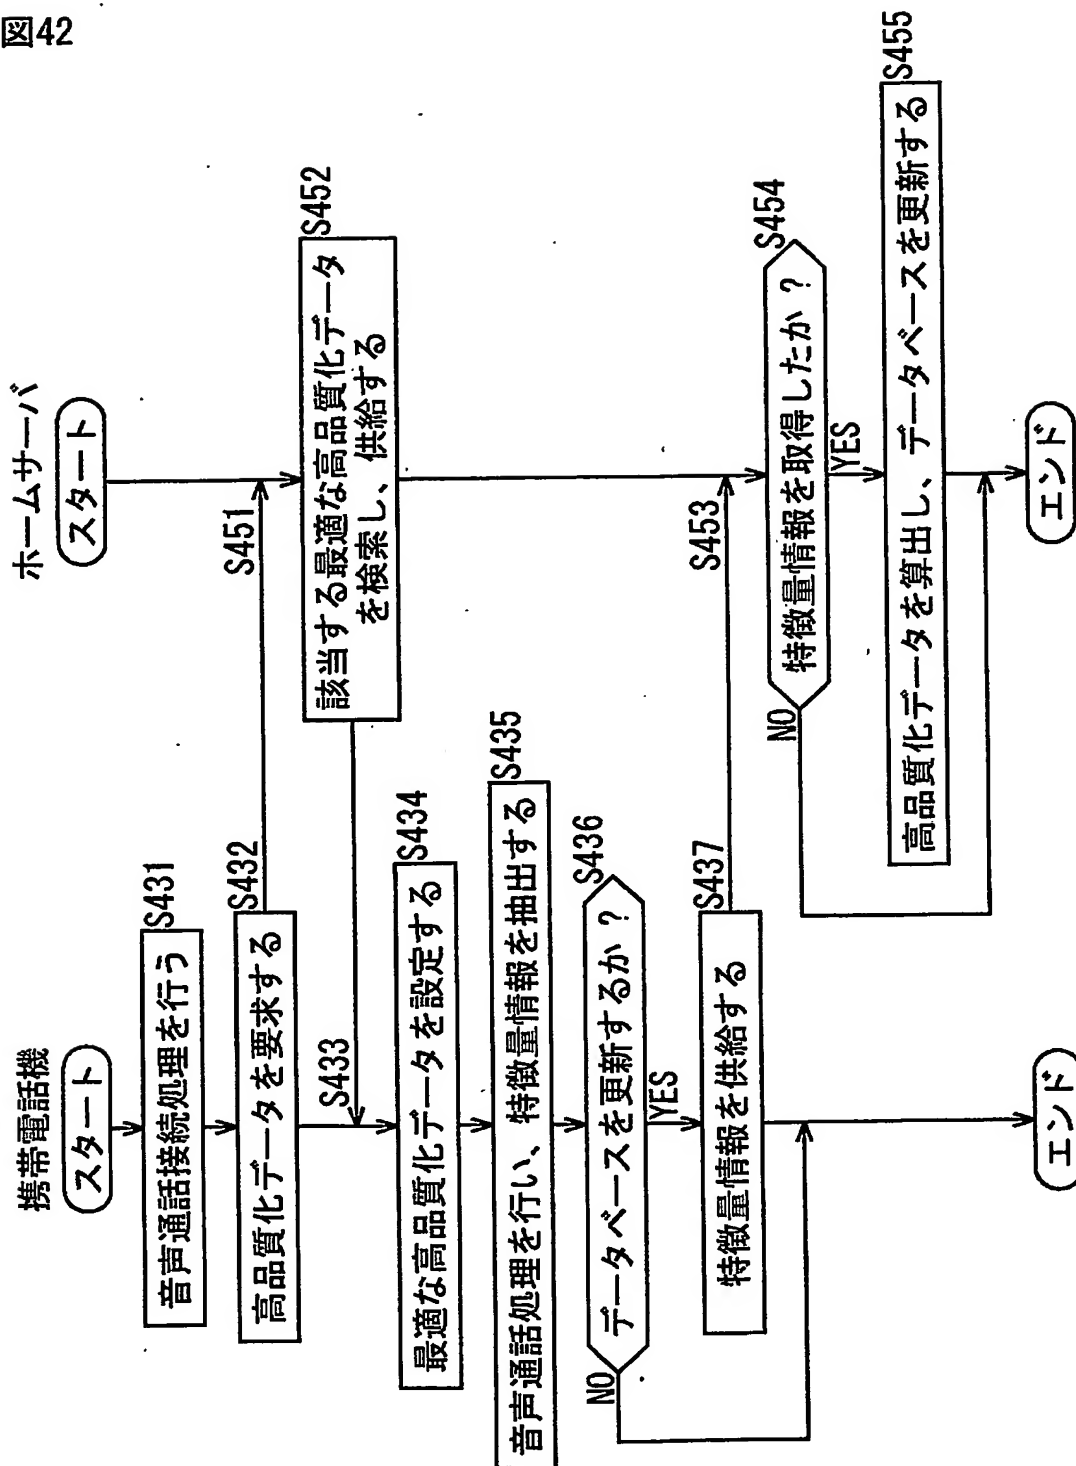 図42
携帯電話機
スタート
音声通話接続処理を行う
S431
高品質化データを要求する
S432
S433
最適な高品質化データを設定する
S434
音声通話処理を行い、特徴量情報を抽出する
S435
データベースを更新するか？
S436
NO
YES
特徴量情報を供給する
S437
エンド
ホームサーバ
スタート
S451
該当する最適な高品質化データ
を検索し、供給する
S452
S453
特徴量情報を取得したか？
S454
NO
YES
高品質化データを算出し、データベースを更新する
S455
エンド